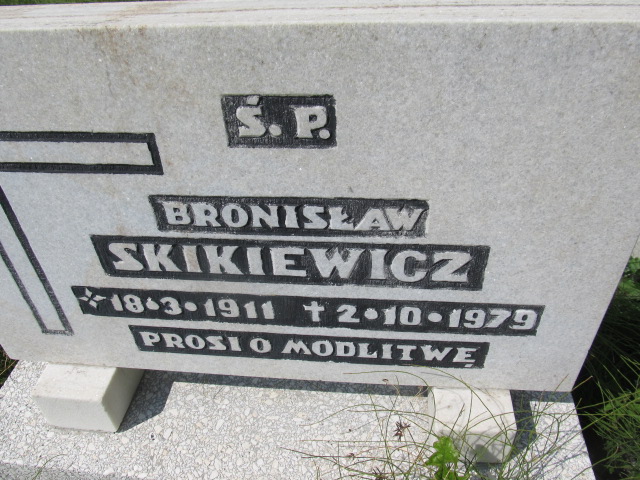 Ś. P.
BRONISŁAW
SKIKIEWICZ
18•3•1911 †2•10•1979
PROSI O MODLITWĘ